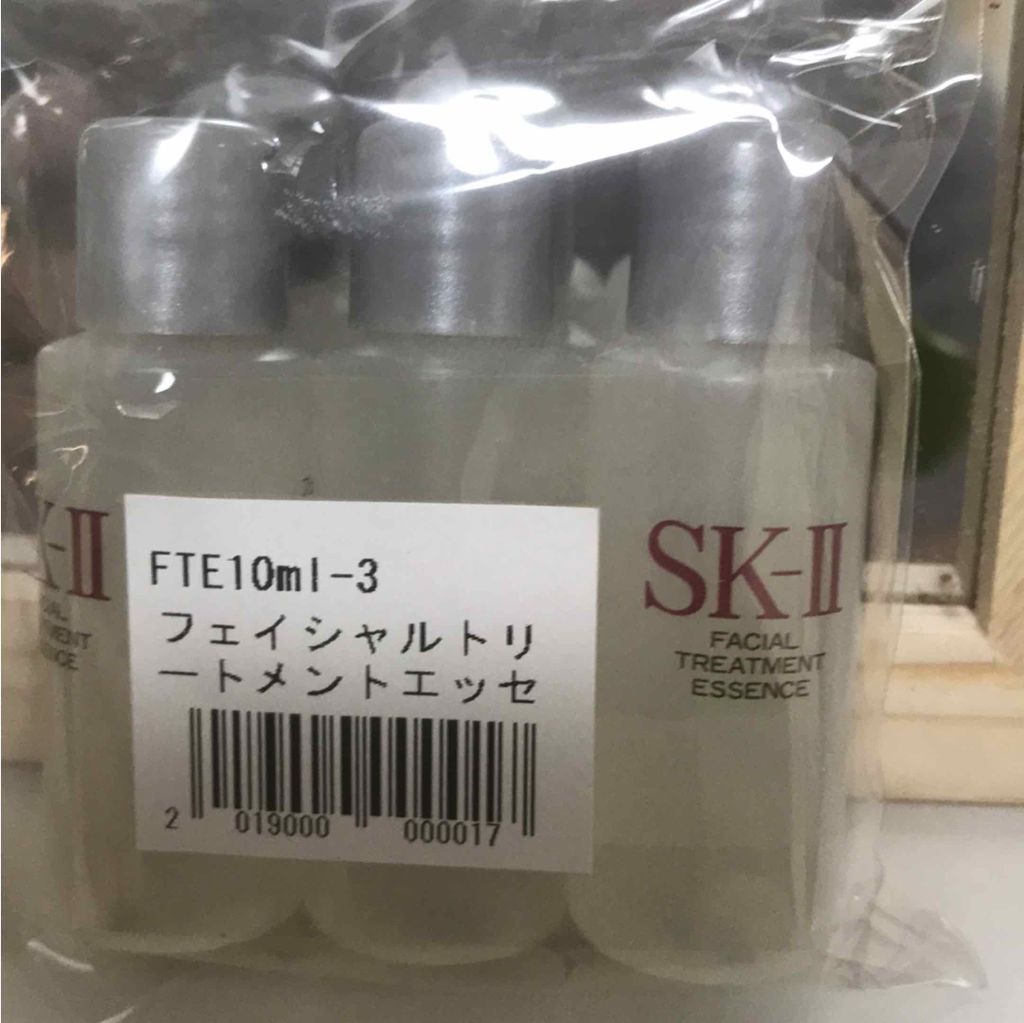 FTE10ml-3
フェイシャルトリ
ートメントエッセ
2 019000 000017
SK-II
FACIAL
TREATMENT
ESSENCE
K-II